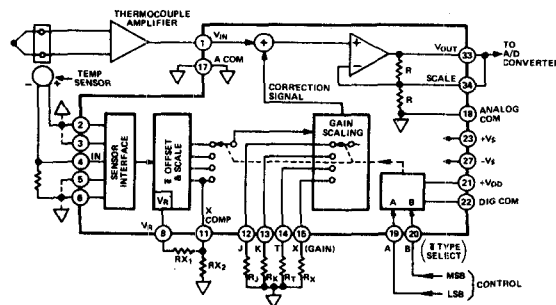 THERMOCOUPLE
AMPLIFIER
VIN
1
17
A COM
+
CORRECTION
SIGNAL
+
-
VOUT
33
TO
A/D
CONVERTER
R
SCALE
34
R
18
ANALOG
COM
23
+VS
27
-VS
21
+VDD
22
DIG COM
TEMP
SENSOR
- +
2
3
4
IN
5
6
SENSOR
INTERFACE
OFFSET
& SCALE
VR
GAIN
SCALING
X
COMP
A B
VR
8
11
12
13
14
15
J
K
T
X (GAIN)
19
20
A
B
TYPE
SELECT
RX1
RX2
RJ
RK
RT
RX
MSB
LSB
CONTROL